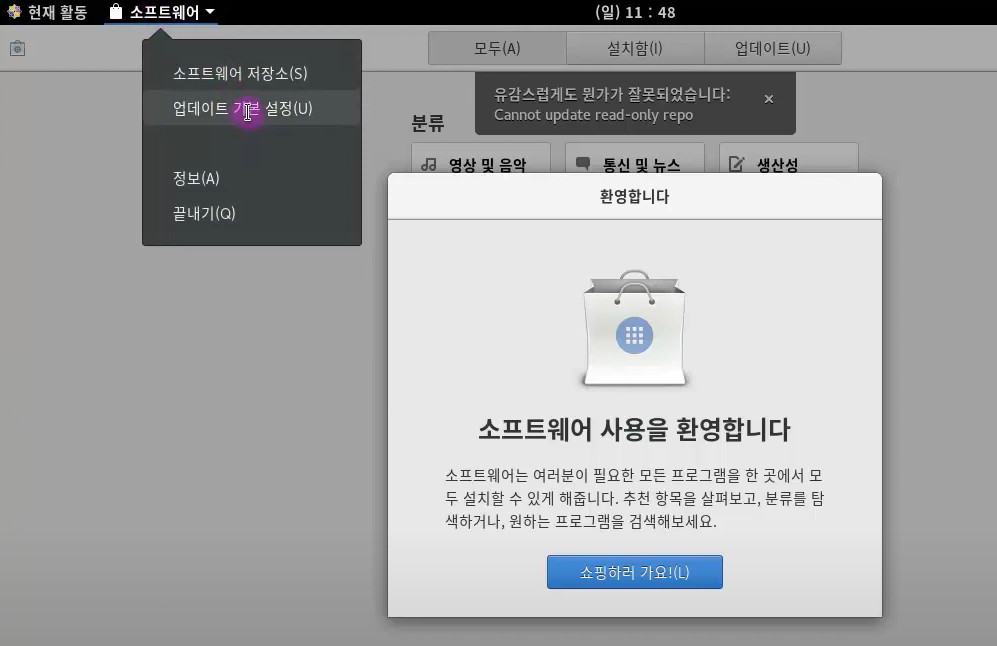 현재 활동
소프트웨어
(일) 11 : 48
모두(A)
설치함(I)
업데이트(U)
소프트웨어 저장소(S)
업데이트 기본 설정(U)
정보(A)
끝내기(Q)
유감스럽게도 뭔가가 잘못되었습니다:
Cannot update read-only repo
분류
영상 및 음악
통신 및 뉴스
생산성
환영합니다
소프트웨어 사용을 환영합니다
소프트웨어는 여러분이 필요한 모든 프로그램을 한 곳에서 모
두 설치할 수 있게 해줍니다. 추천 항목을 살펴보고, 분류를 탐
색하거나, 원하는 프로그램을 검색해보세요.
쇼핑하러 가요!(L)